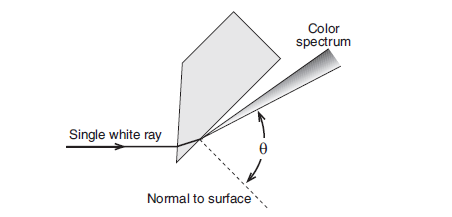 Color
spectrum
Single white ray
θ
Normal to surface